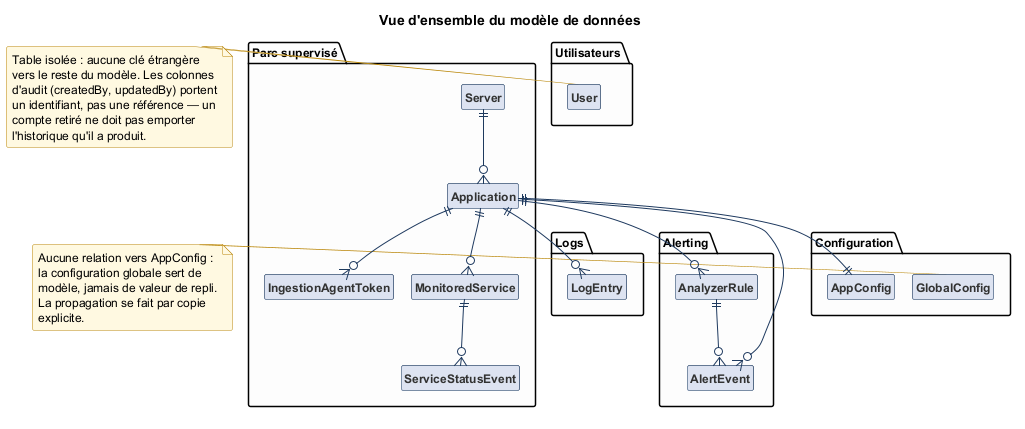 Vue d'ensemble du modèle de données
Table isolée : aucune clé étrangère
vers le reste du modèle. Les colonnes
d'audit (createdBy, updatedBy) portent
un identifiant, pas une référence — un
compte retiré ne doit pas emporter
l'historique qu'il a produit.
Parc supervisé
Utilisateurs
Server
User
Application
Aucune relation vers AppConfig :
la configuration globale sert de
modèle, jamais de valeur de repli.
La propagation se fait par copie
explicite.
Logs
Alerting
Configuration
IngestionAgentToken
MonitoredService
LogEntry
AnalyzerRule
AppConfig
GlobalConfig
ServiceStatusEvent
AlertEvent